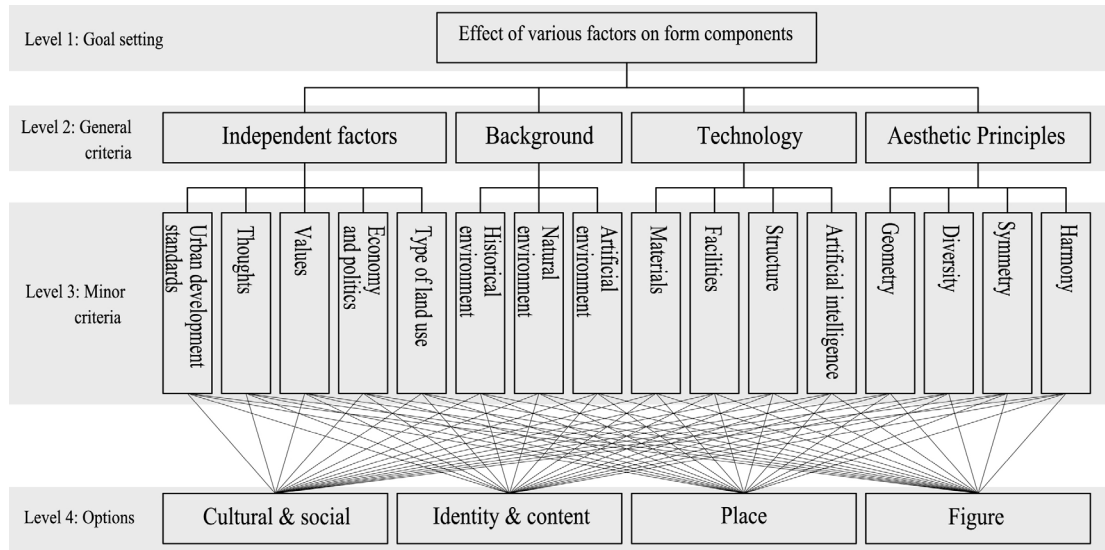 Level 1: Goal setting
Effect of various factors on form components
Level 2: General
criteria
Independent factors
Background
Technology
Aesthetic Principles
Level 3: Minor
criteria
Urban development
standards
Thoughts
Values
Economy
and politics
Type of land use
Historical
environment
Natural
environment
Artificial
environment
Materials
Facilities
Structure
Artificial intelligence
Geometry
Diversity
Symmetry
Harmony
Level 4: Options
Cultural & social
Identity & content
Place
Figure